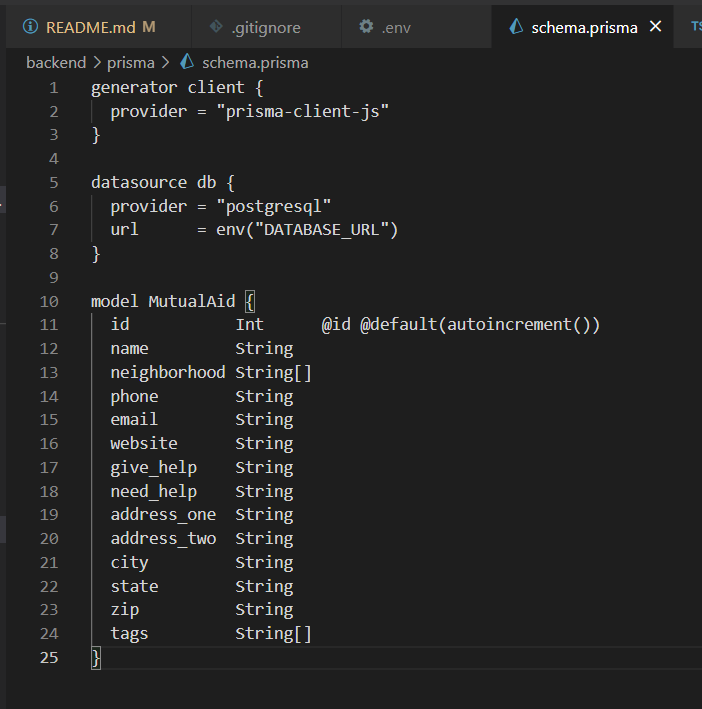 README.md M .gitignore .env schema.prisma × TS
backend > prisma > schema.prisma
1 generator client {
2   provider = "prisma-client-js"
3 }
4
5 datasource db {
6   provider = "postgresql"
7   url      = env("DATABASE_URL")
8 }
9
10 model MutualAid {
11   id           Int      @id @default(autoincrement())
12   name         String
13   neighborhood String[]
14   phone        String
15   email        String
16   website      String
17   give_help    String
18   need_help    String
19   address_one  String
20   address_two  String
21   city         String
22   state        String
23   zip          String
24   tags         String[]
25 }